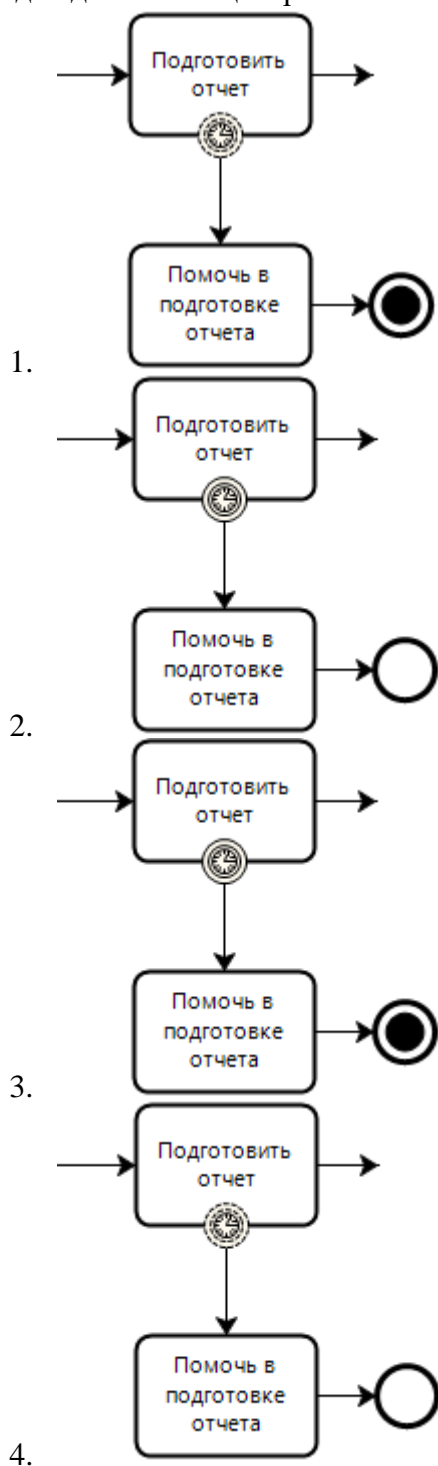 Подготовить
отчет
Помочь в
подготовке
отчета
1.
Подготовить
отчет
Помочь в
подготовке
отчета
2.
Подготовить
отчет
Помочь в
подготовке
отчета
3.
Подготовить
отчет
Помочь в
подготовке
отчета
4.